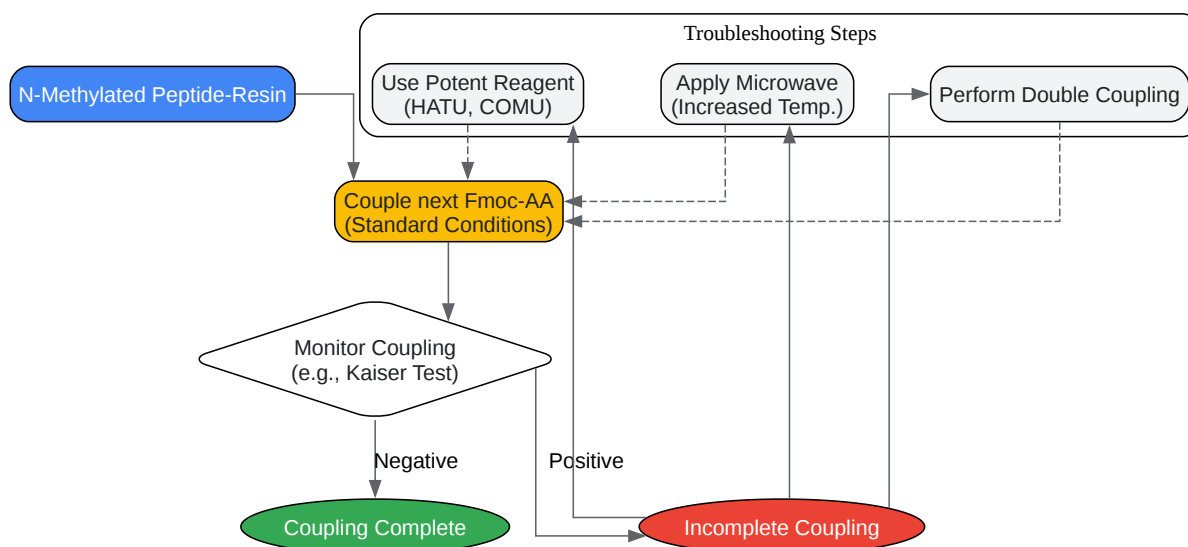 Troubleshooting Steps
N-Methylated Peptide-Resin
Use Potent Reagent
(HATU, COMU)
Apply Microwave
(Increased Temp.)
Perform Double Coupling
Couple next Fmoc-AA
(Standard Conditions)
Monitor Coupling
(e.g., Kaiser Test)
Negative
Positive
Coupling Complete
Incomplete Coupling